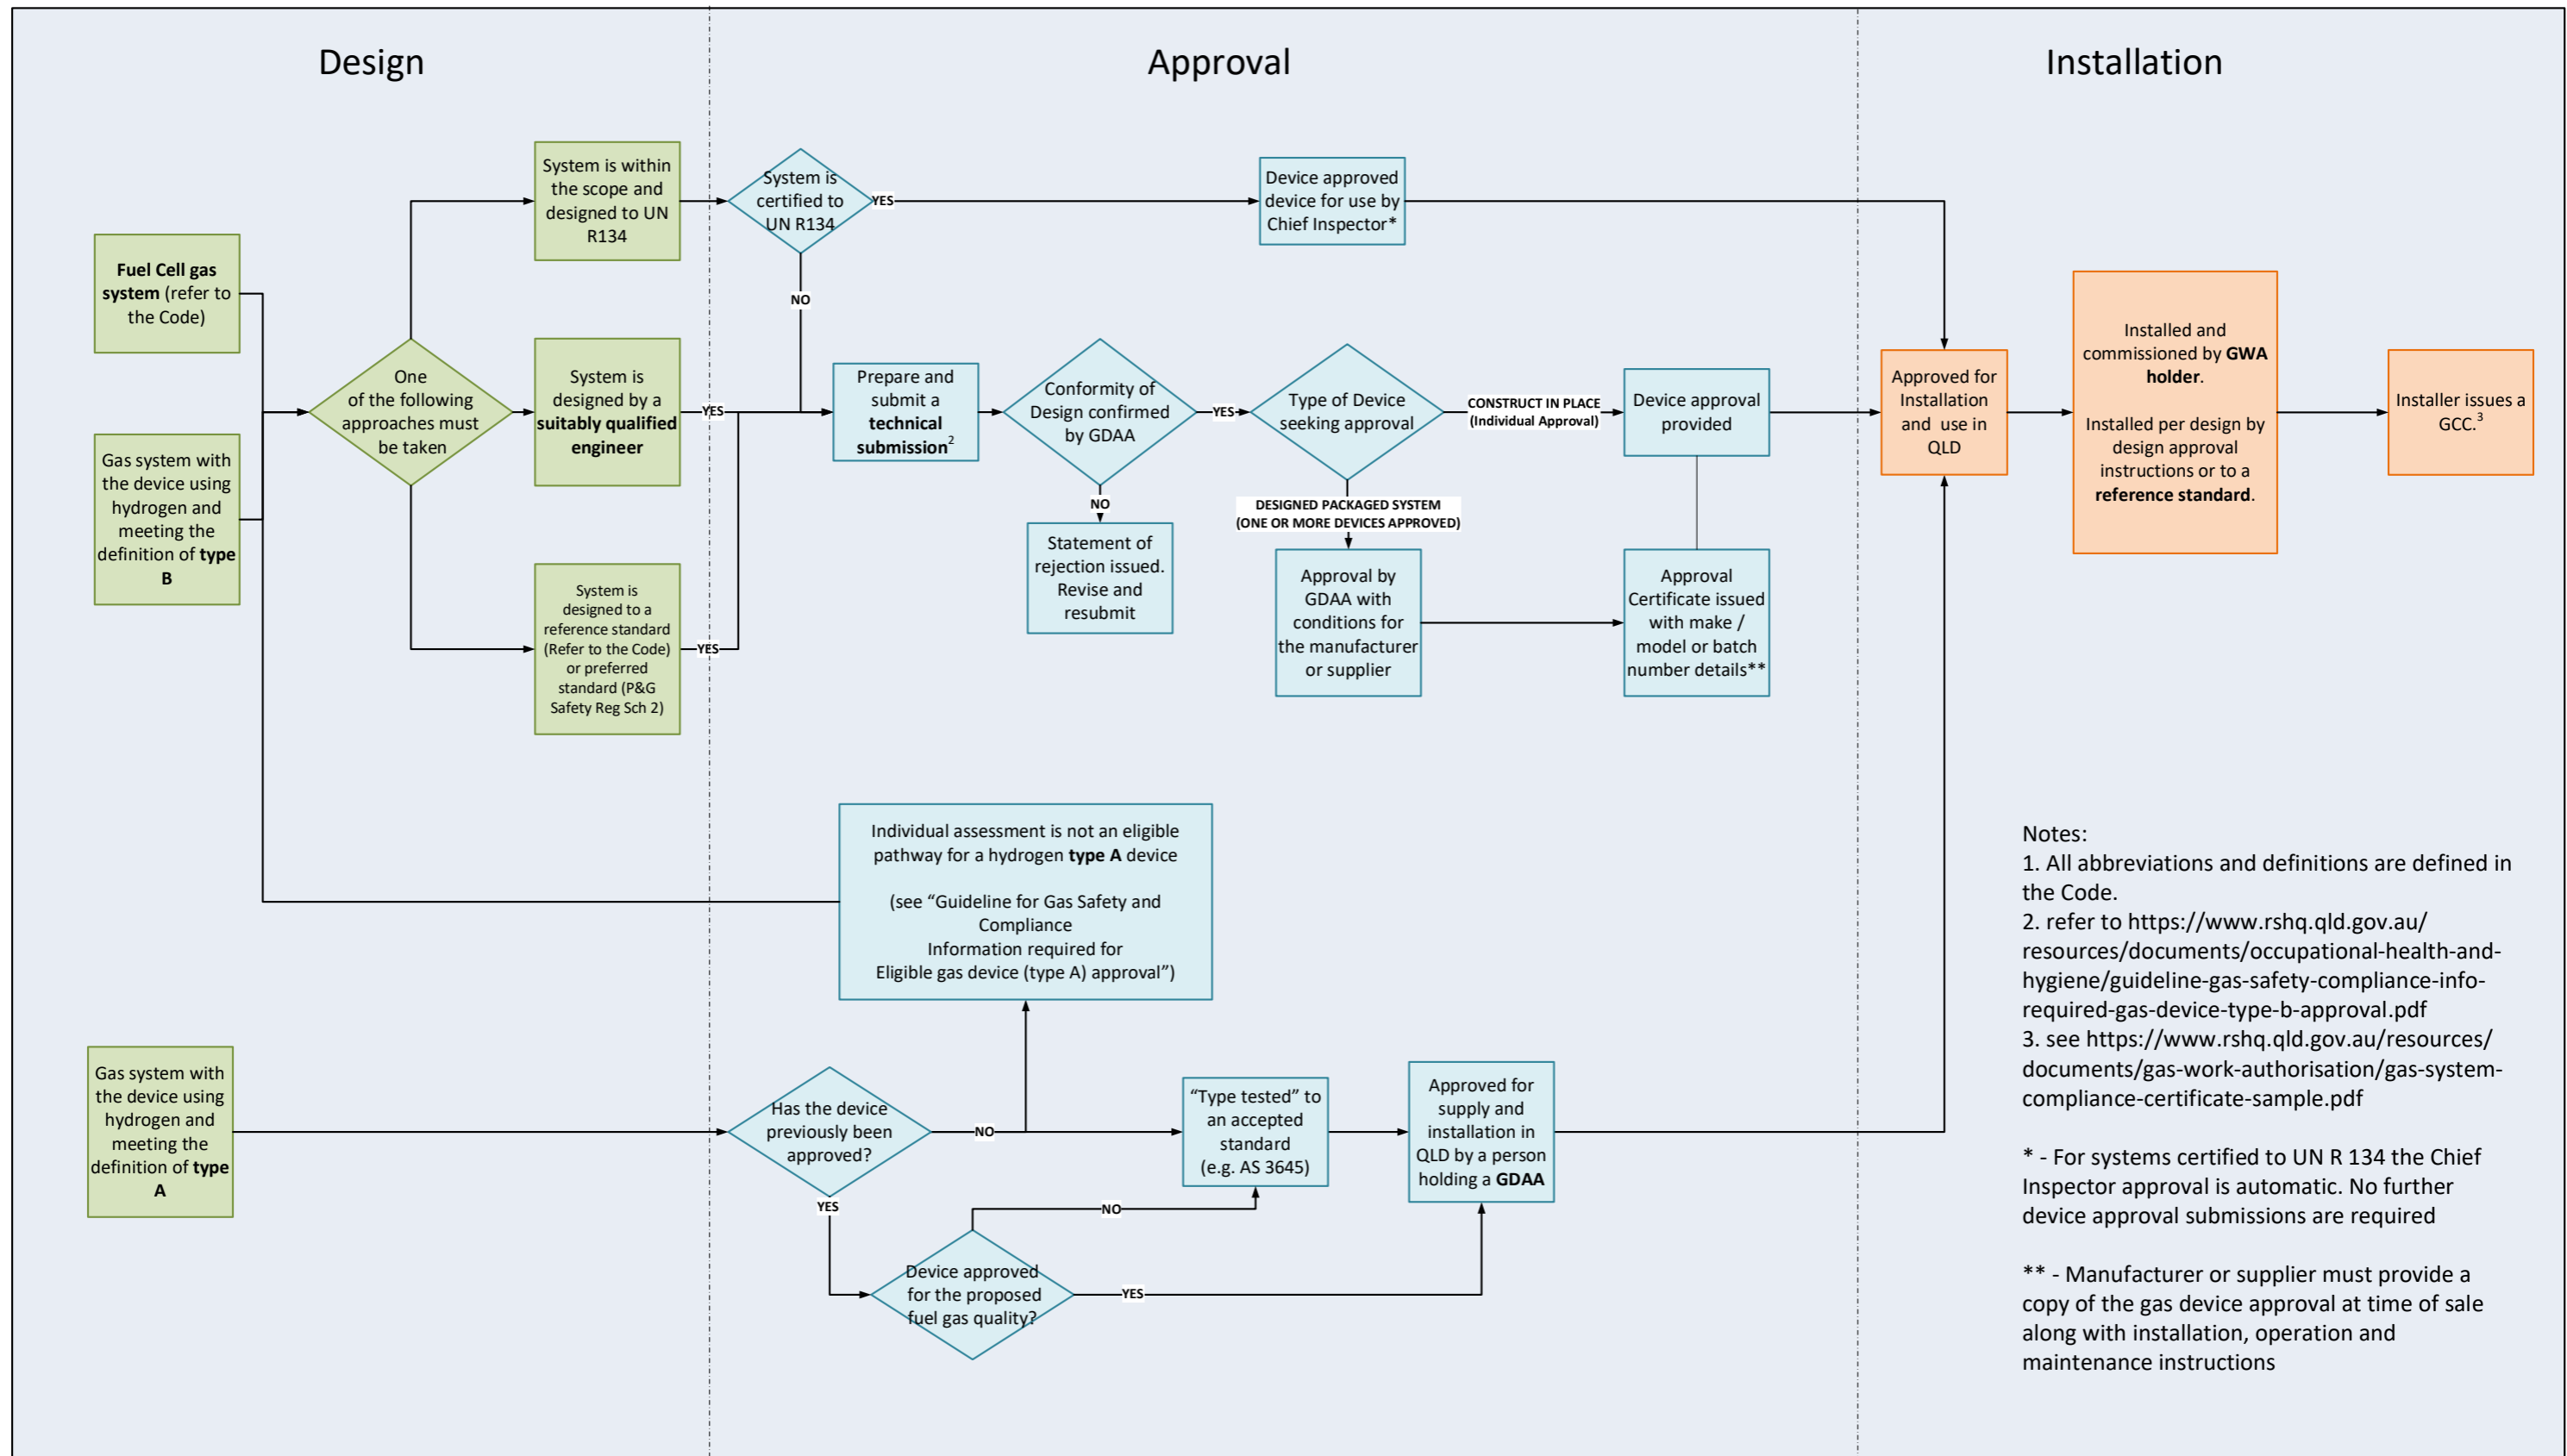 Design
Approval
Installation
System is within
the scope and
designed to UN
R134
System is
certified to
UN R134
YES
Device approved
device for use by
Chief Inspector*
Fuel Cell gas
system (refer to
the Code)
NO
One
of the following
approaches must
be taken
System is
designed by a
suitably qualified
engineer
YES
Prepare and
submit a
technical
submission2
Conformity of
Design confirmed
by GDAA
YES
Type of Device
seeking approval
CONSTRUCT IN PLACE
(Individual Approval)
Device approval
provided
Approved for
Installation
and use in
QLD
Installed and
commissioned by GWA
holder.
Installed per design by
design approval
instructions or to a
reference standard.
Installer issues a
GCC.3
Gas system with
the device using
hydrogen and
meeting the
definition of type
B
NO
DESIGNED PACKAGED SYSTEM
(ONE OR MORE DEVICES APPROVED)
Statement of
rejection issued.
Revise and
resubmit
Approval by
GDAA with
conditions for
the manufacturer
or supplier
Approval
Certificate issued
with make /
model or batch
number details**
System is
designed to a
reference standard
(Refer to the Code)
or preferred
standard (P&G
Safety Reg Sch 2)
YES
Individual assessment is not an eligible
pathway for a hydrogen type A device
(see “Guideline for Gas Safety and
Compliance
Information required for
Eligible gas device (type A) approval”)
Gas system with
the device using
hydrogen and
meeting the
definition of type
A
Has the device
previously been
approved?
NO
“Type tested” to
an accepted
standard
(e.g. AS 3645)
Approved for
supply and
installation in
QLD by a person
holding a GDAA
YES
NO
Device approved
for the proposed
fuel gas quality?
YES
Notes:
1. All abbreviations and definitions are defined in
the Code.
2. refer to https://www.rshq.qld.gov.au/
resources/documents/occupational-health-and-
hygiene/guideline-gas-safety-compliance-info-
required-gas-device-type-b-approval.pdf
3. see https://www.rshq.qld.gov.au/resources/
documents/gas-work-authorisation/gas-system-
compliance-certificate-sample.pdf
* - For systems certified to UN R 134 the Chief
Inspector approval is automatic. No further
device approval submissions are required
** - Manufacturer or supplier must provide a
copy of the gas device approval at time of sale
along with installation, operation and
maintenance instructions